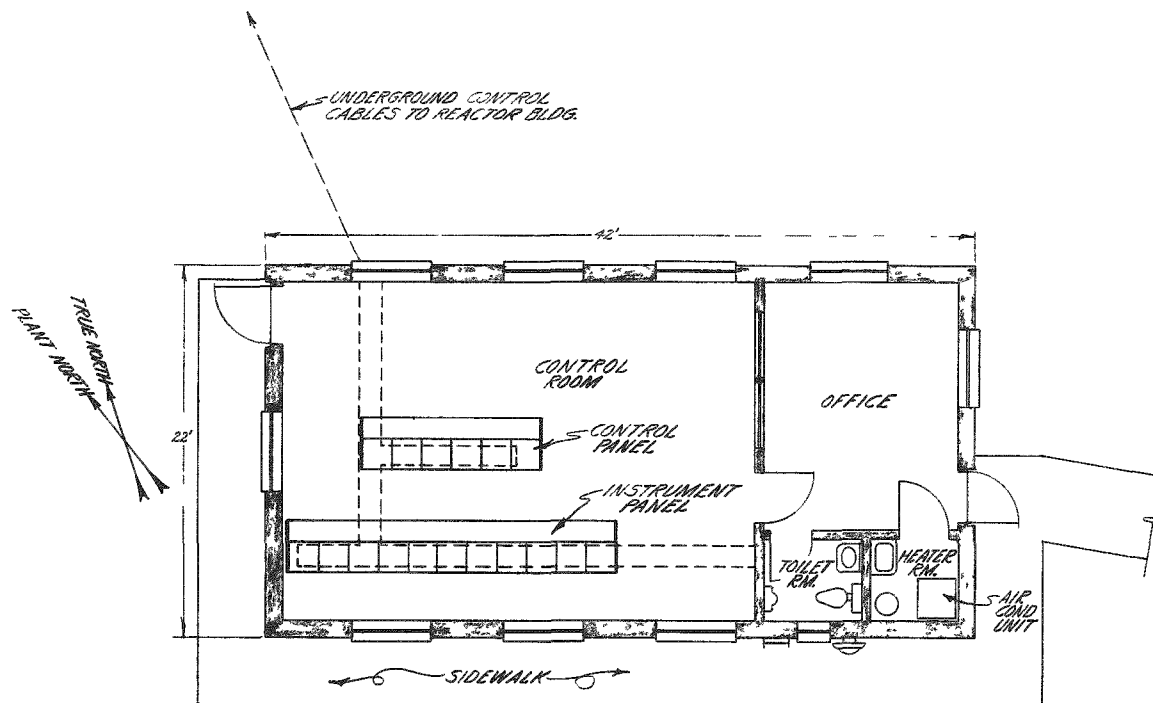 UNDERGROUND CONTROL
CABLES TO REACTOR BLDG.
42'
TRUE NORTH
PLANT NORTH
22'
CONTROL
ROOM
OFFICE
CONTROL
PANEL
INSTRUMENT
PANEL
TOILET
RM.
HEATER
RM.
AIR
COND
UNIT
SIDEWALK